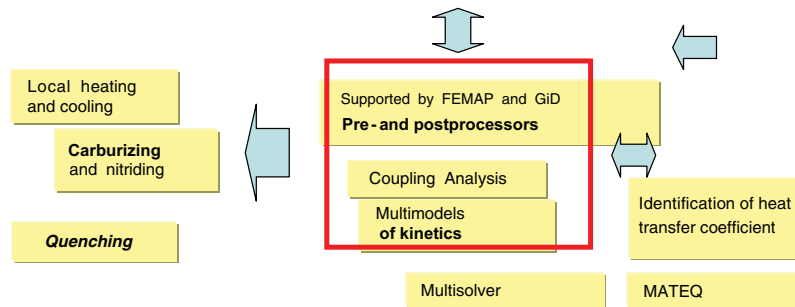 Local heating
and cooling
Carburizing
and nitriding
Quenching
Supported by FEMAP and GiD
Pre-and postprocessors
Coupling Analysis
Multimodels
of kinetics
Identification of heat
transfer coefficient
Multisolver
MATEQ